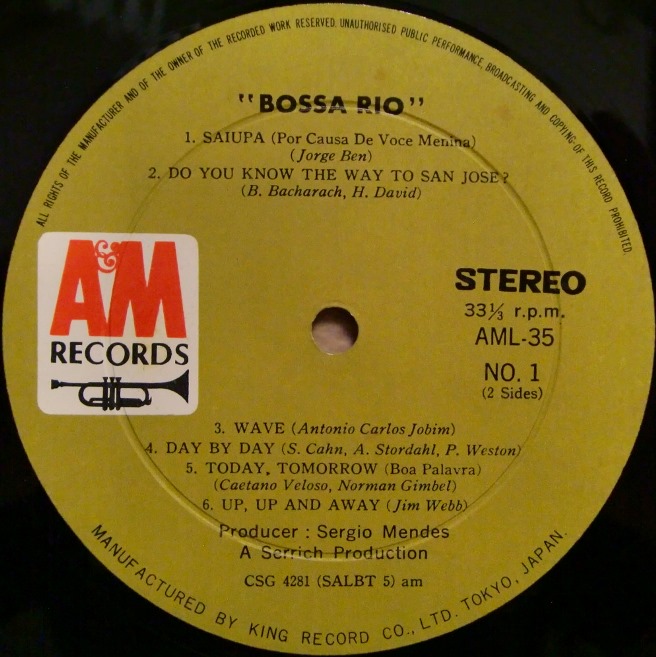 ALL RIGHTS OF THE MANUFACTURER AND OF THE OWNER OF THE RECORDED WORK RESERVED. UNAUTHORISED PUBLIC PERFORMANCE, BROADCASTING AND COPYING OF THIS RECORD PROHIBITED.
"BOSSA RIO"
1. SAIUPA (Por Causa De Voce Menina)
(Jorge Ben)
2. DO YOU KNOW THE WAY TO SAN JOSE?
(B. Bacharach, H. David)
A&M
RECORDS
STEREO
33⅓ r.p.m.
AML-35
NO. 1
(2 Sides)
3. WAVE (Antonio Carlos Jobim)
4. DAY BY DAY (S. Cahn, A. Stordahl, P. Weston)
5. TODAY, TOMORROW (Boa Palavra)
(Caetano Veloso, Norman Gimbel)
6. UP, UP AND AWAY (Jim Webb)
Producer : Sergio Mendes
A Serrich Production
CSG 4281 (SALBT 5) am
MANUFACTURED BY KING RECORD CO., LTD. TOKYO, JAPAN.